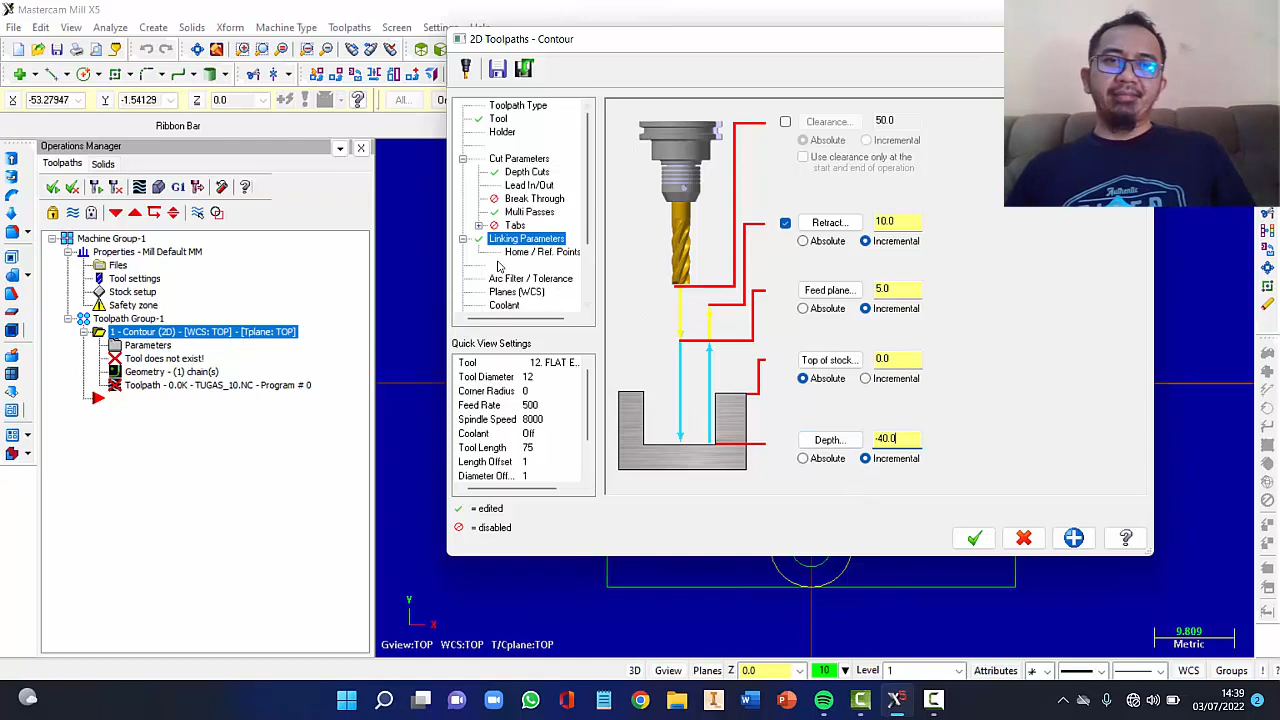 Mastercam Mill X5
File Edit View Analyze Create Solids Xform Machine Type Screen Settings
X -53.27947 Y -1.54129 Z 0.0 All...
Ribbon Bar
Operations Manager
Toolpaths Solids
G1
Machine Group-1
Properties - Mill Default MM
Files
Tool settings
Stock setup
Safety zone
Toolpath Group-1
1 - Contour (2D) - [WCS: TOP] - [Tplane: TOP]
Parameters
Tool does not exist!
Geometry - (1) chain(s)
Toolpath - 0.0K - TUGAS_10.NC - Program # 0
2D Toolpaths - Contour
Toolpath Type
Tool
Holder
Cut Parameters
Depth Cuts
Lead In/Out
Break Through
Multi Passes
Tabs
Linking Parameters
Home / Ref. Points
Arc Filter / Tolerance
Planes (WCS)
Coolant
Quick View Settings
Tool 12. FLAT E...
Tool Diameter 12
Corner Radius 0
Feed Rate 500
Spindle Speed 8000
Coolant Off
Tool Length 75
Length Offset 1
Diameter Off... 1
= edited
= disabled
Clearance... 50.0
Absolute Incremental
Use clearance only at the
start and end of operation
Retract... 10.0
Absolute Incremental
Feed plane... 5.0
Absolute Incremental
Top of stock... 0.0
Absolute Incremental
Depth... -40.0
Absolute Incremental
Authentic
Y
X
Gview:TOP WCS:TOP T/Cplane:TOP
9.809
Metric
3D Gview Planes Z 0.0 10 Level 1 Attributes WCS Groups ?
14:39
03/07/2022
2